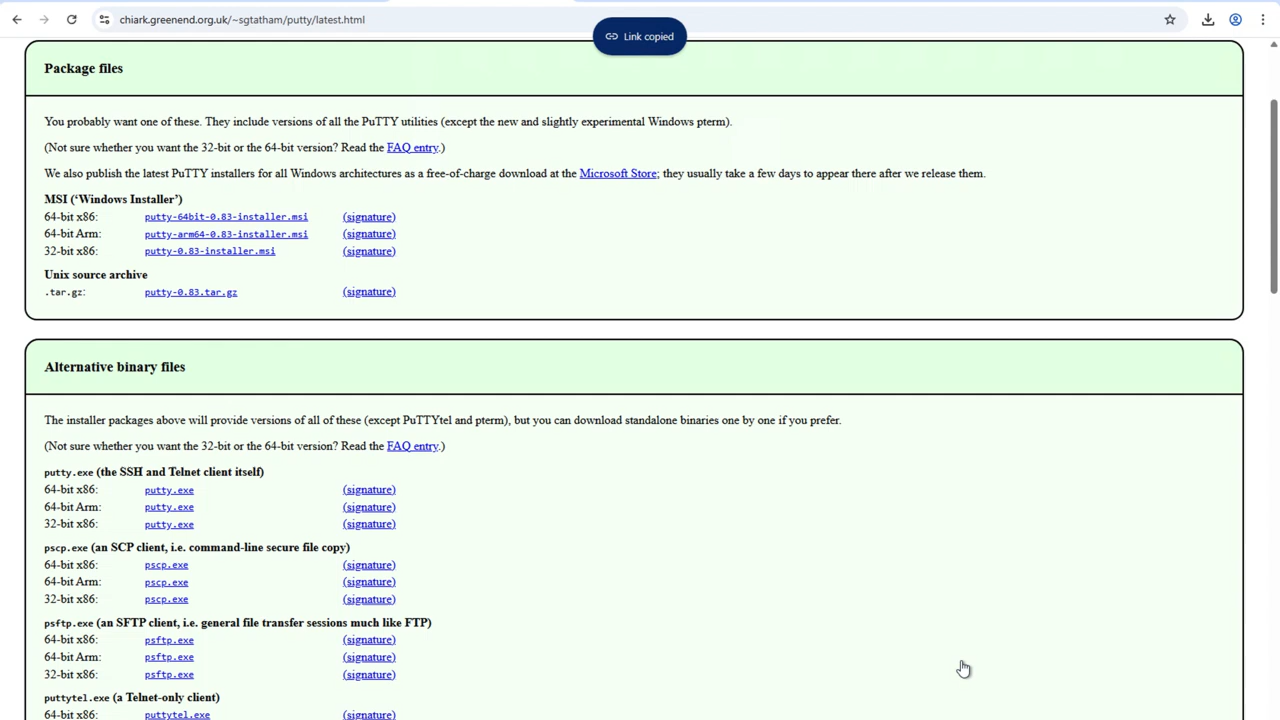 chiark.greenend.org.uk/~sgtatham/putty/latest.html
Link copied
Package files
You probably want one of these. They include versions of all the PuTTY utilities (except the new and slightly experimental Windows pterm).
(Not sure whether you want the 32-bit or the 64-bit version? Read the FAQ entry.)
We also publish the latest PuTTY installers for all Windows architectures as a free-of-charge download at the Microsoft Store; they usually take a few days to appear there after we release them.
MSI (‘Windows Installer’)
64-bit x86: putty-64bit-0.83-installer.msi (signature)
64-bit Arm: putty-arm64-0.83-installer.msi (signature)
32-bit x86: putty-0.83-installer.msi (signature)
Unix source archive
.tar.gz: putty-0.83.tar.gz (signature)
Alternative binary files
The installer packages above will provide versions of all of these (except PuTTYtel and pterm), but you can download standalone binaries one by one if you prefer.
(Not sure whether you want the 32-bit or the 64-bit version? Read the FAQ entry.)
putty.exe (the SSH and Telnet client itself)
64-bit x86: putty.exe (signature)
64-bit Arm: putty.exe (signature)
32-bit x86: putty.exe (signature)
pscp.exe (an SCP client, i.e. command-line secure file copy)
64-bit x86: pscp.exe (signature)
64-bit Arm: pscp.exe (signature)
32-bit x86: pscp.exe (signature)
psftp.exe (an SFTP client, i.e. general file transfer sessions much like FTP)
64-bit x86: psftp.exe (signature)
64-bit Arm: psftp.exe (signature)
32-bit x86: psftp.exe (signature)
puttytel.exe (a Telnet-only client)
64-bit x86: puttytel.exe (signature)